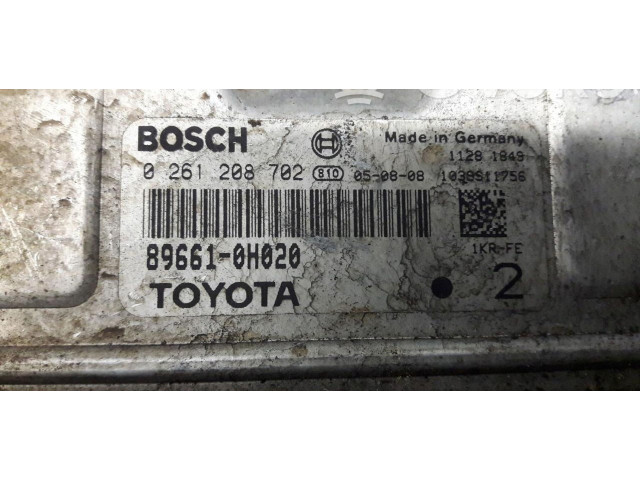 BOSCH
Made in Germany
1128 1849
0 261 208 702 810 05-08-08 1039S11756
89661-0H020
1KR-FE
TOYOTA
2